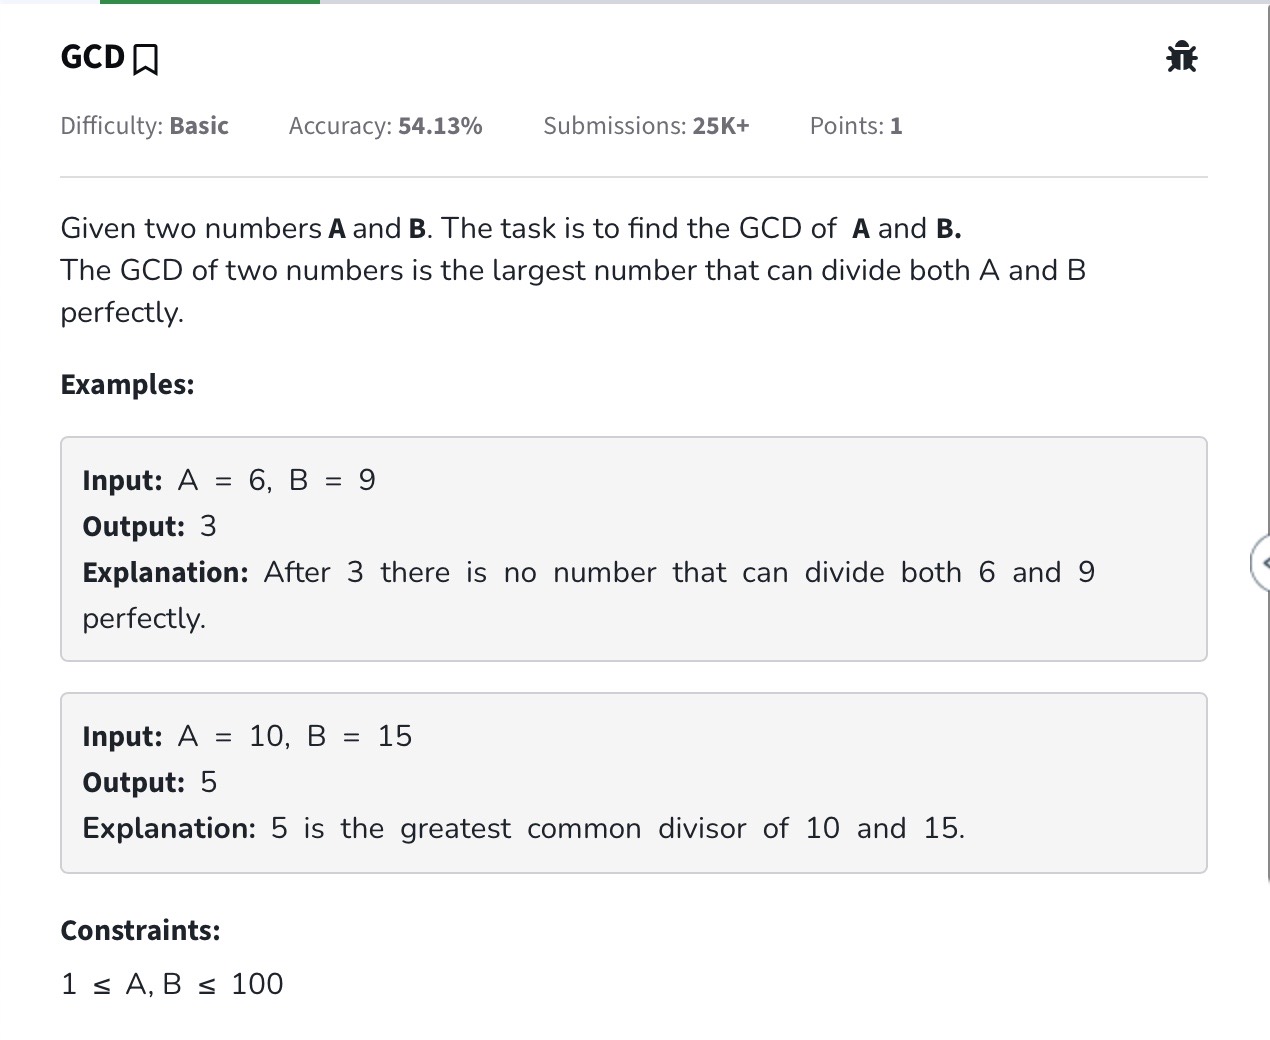 GCD
Difficulty: Basic Accuracy: 54.13% Submissions: 25K+ Points: 1
Given two numbers A and B. The task is to find the GCD of A and B.
The GCD of two numbers is the largest number that can divide both A and B
perfectly.
Examples:
Input: A = 6, B = 9
Output: 3
Explanation: After 3 there is no number that can divide both 6 and 9
perfectly.
Input: A = 10, B = 15
Output: 5
Explanation: 5 is the greatest common divisor of 10 and 15.
Constraints:
1 ≤ A, B ≤ 100